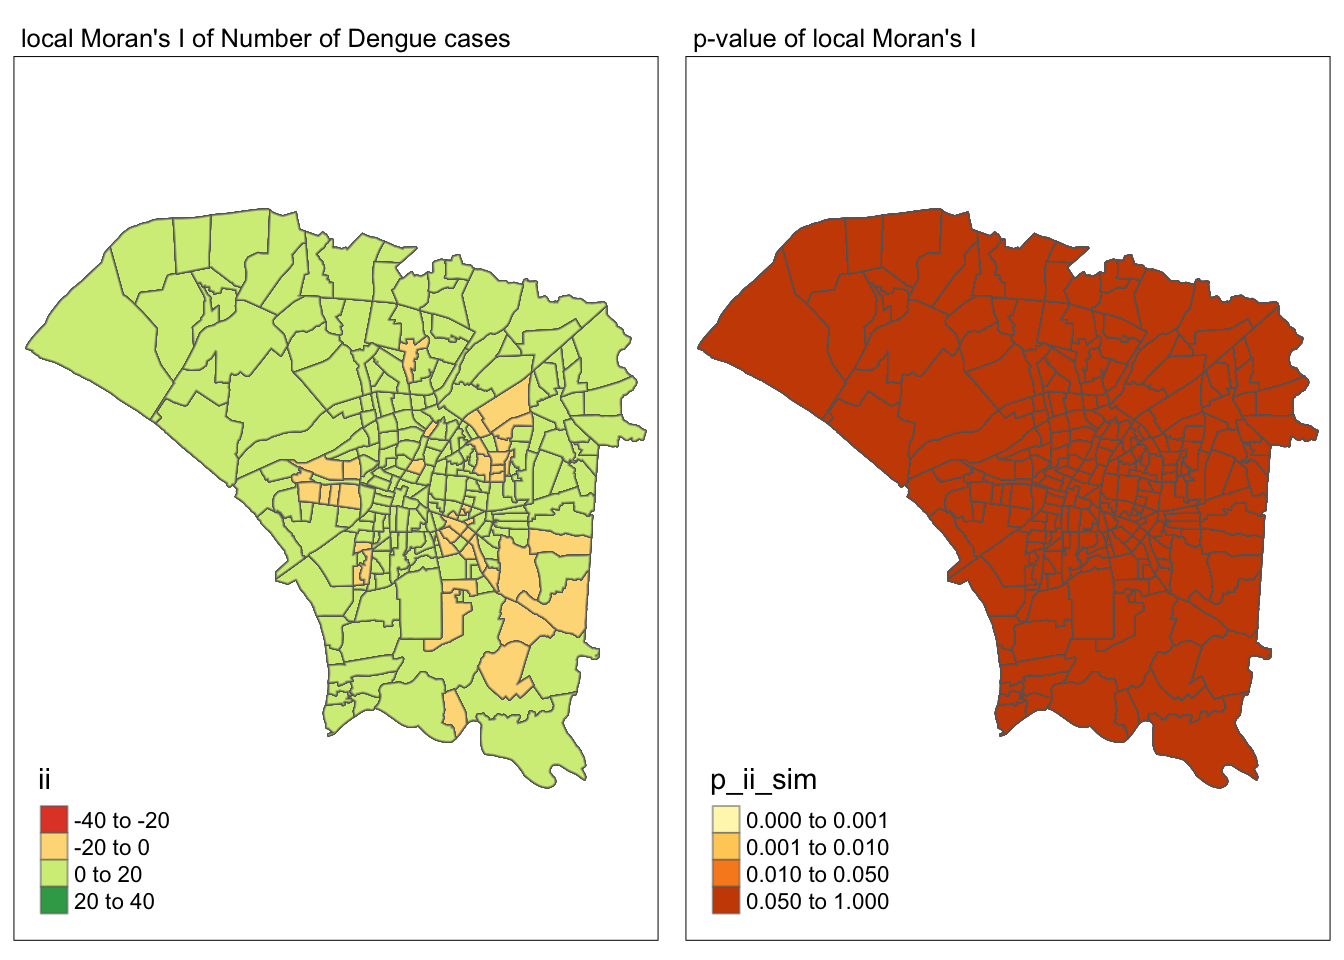 local Moran's I of Number of Dengue cases
ii
-40 to -20
-20 to 0
0 to 20
20 to 40
p-value of local Moran's I
p_ii_sim
0.000 to 0.001
0.001 to 0.010
0.010 to 0.050
0.050 to 1.000